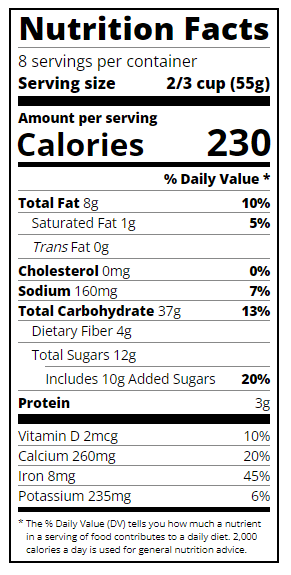 Nutrition Facts
8 servings per container
Serving size 2/3 cup (55g)
Amount per serving
Calories 230
% Daily Value *
Total Fat 8g 10%
Saturated Fat 1g 5%
Trans Fat 0g
Cholesterol 0mg 0%
Sodium 160mg 7%
Total Carbohydrate 37g 13%
Dietary Fiber 4g
Total Sugars 12g
Includes 10g Added Sugars 20%
Protein 3g
Vitamin D 2mcg 10%
Calcium 260mg 20%
Iron 8mg 45%
Potassium 235mg 6%
* The % Daily Value (DV) tells you how much a nutrient
in a serving of food contributes to a daily diet. 2,000
calories a day is used for general nutrition advice.